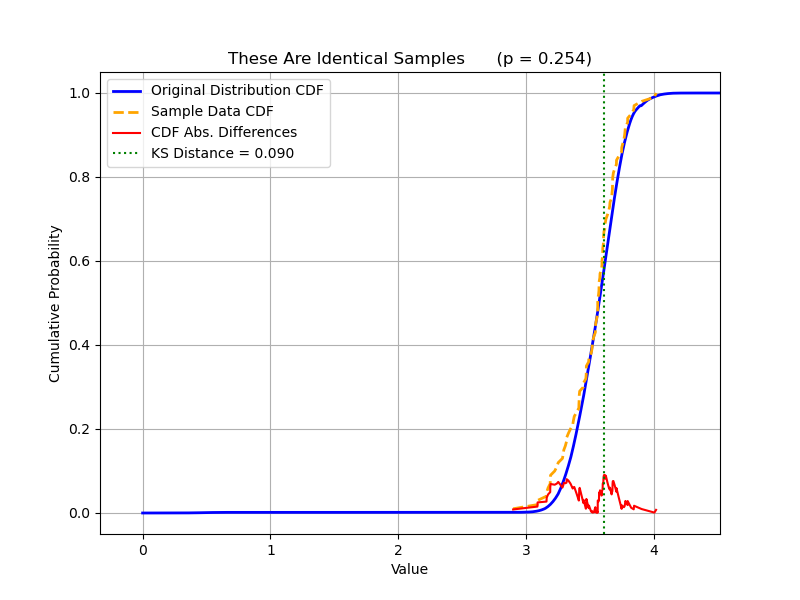 These Are Identical Samples (p = 0.254)
Original Distribution CDF
Sample Data CDF
CDF Abs. Differences
KS Distance = 0.090
1.0
0.8
0.6
0.4
0.2
0.0
Cumulative Probability
0 1 2 3 4
Value